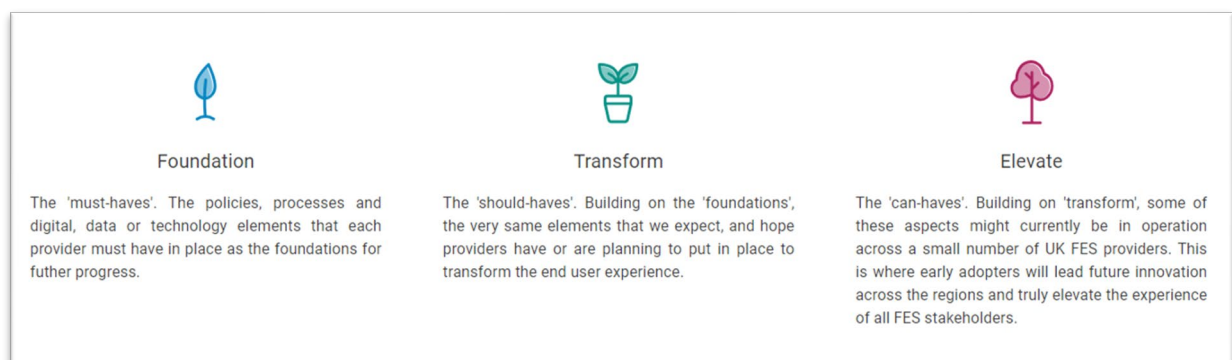 Foundation
The 'must-haves'. The policies, processes and
digital, data or technology elements that each
provider must have in place as the foundations for
futher progress.
Transform
The 'should-haves'. Building on the 'foundations',
the very same elements that we expect, and hope
providers have or are planning to put in place to
transform the end user experience.
Elevate
The 'can-haves'. Building on 'transform', some of
these aspects might currently be in operation
across a small number of UK FES providers. This
is where early adopters will lead future innovation
across the regions and truly elevate the experience
of all FES stakeholders.